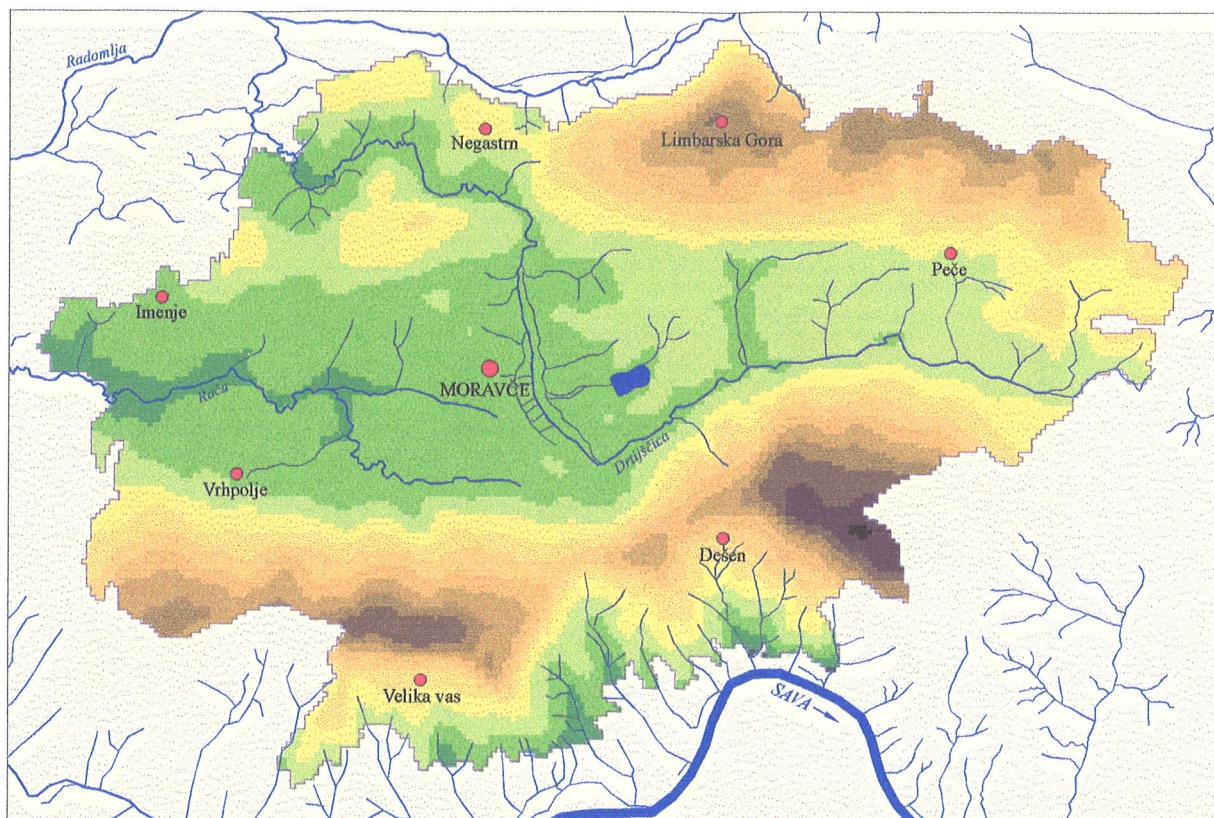 Radomlja
Negastrn
Limbarska Gora
Peče
Imenje
MORAVČE
Rača
Drtijščica
Vrhpolje
Dešen
Velika vas
SAVA